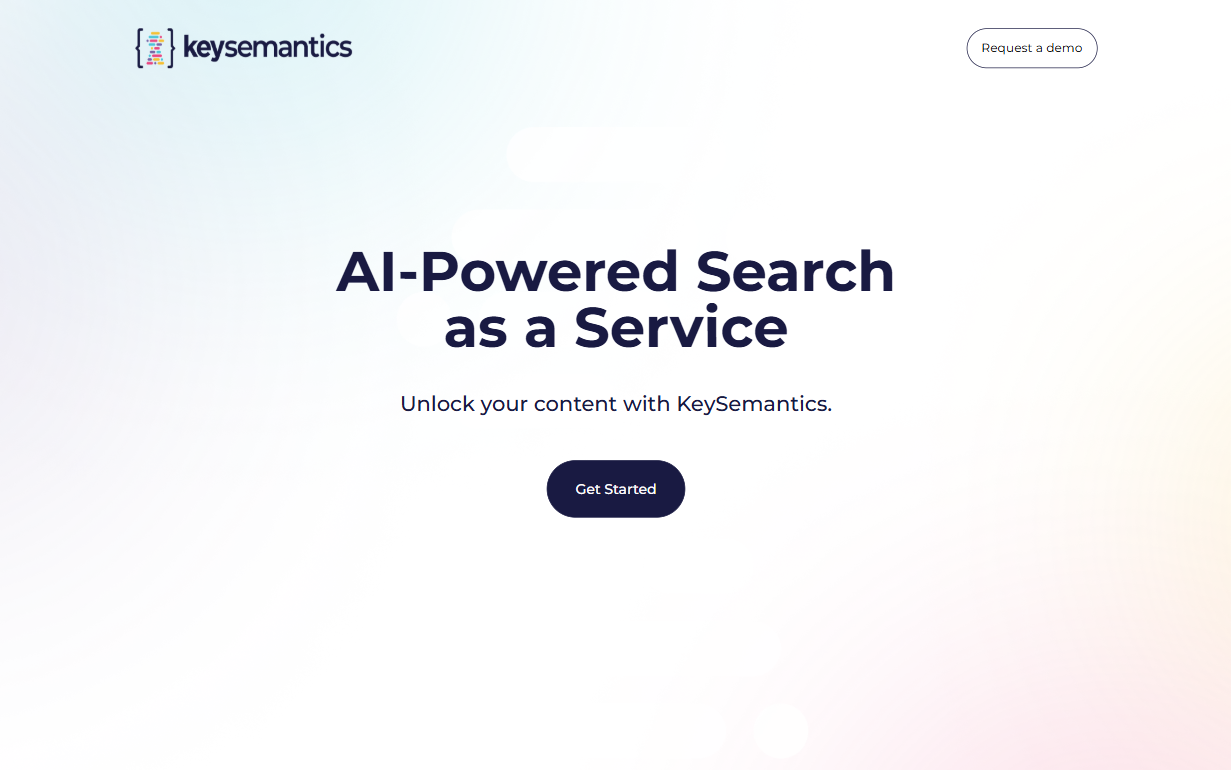 keysemantics
Request a demo
AI-Powered Search
as a Service
Unlock your content with KeySemantics.
Get Started